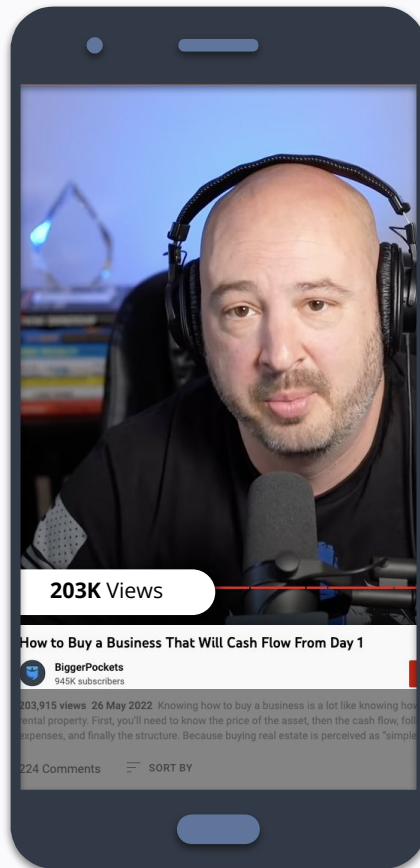 203K Views
How to Buy a Business That Will Cash Flow From Day 1
BiggerPockets
945K subscribers
203,915 views 26 May 2022 Knowing how to buy a business is a lot like knowing how
rental property. First, you'll need to know the price of the asset, then the cash flow,
expenses, and finally the structure. Because buying real estate is perceived as "simple
224 Comments SORT BY